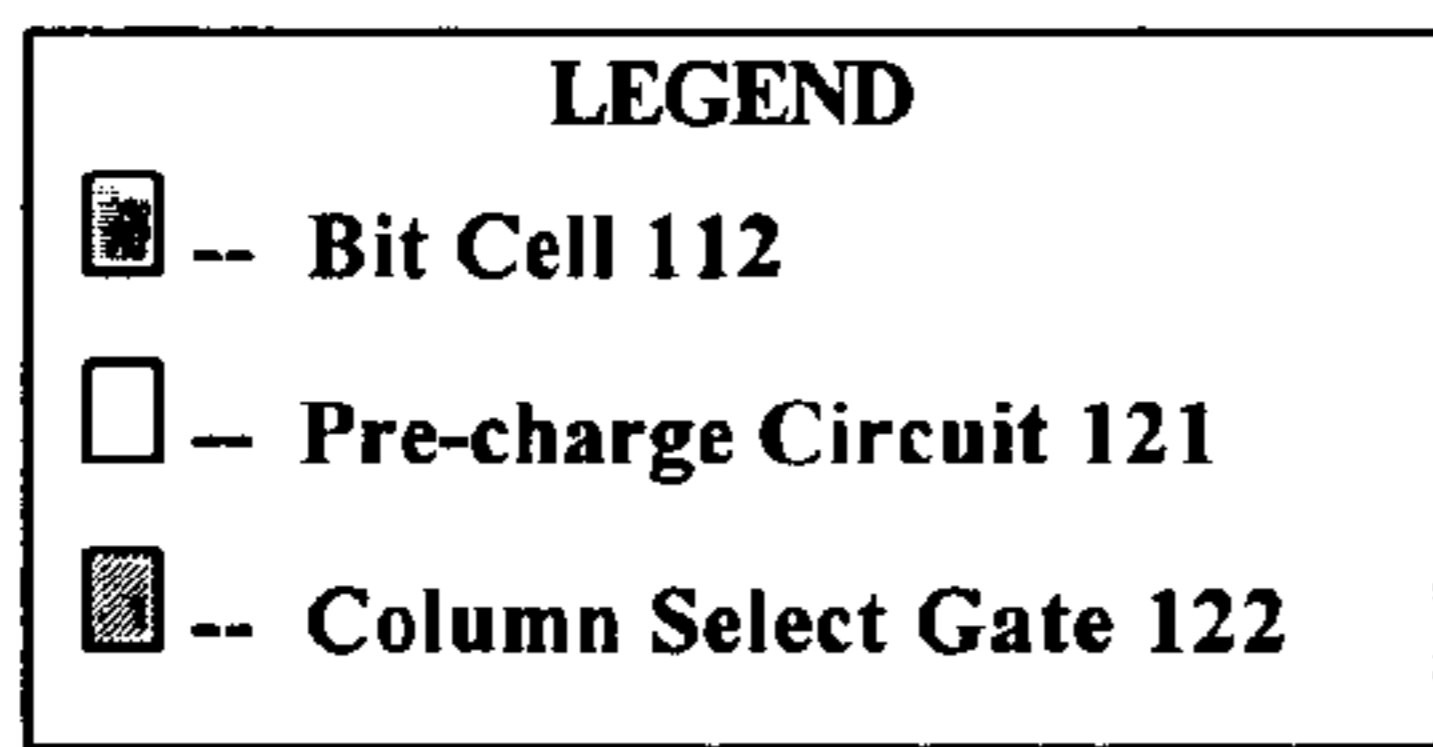 LEGEND
-- Bit Cell 112
-- Pre-charge Circuit 121
-- Column Select Gate 122